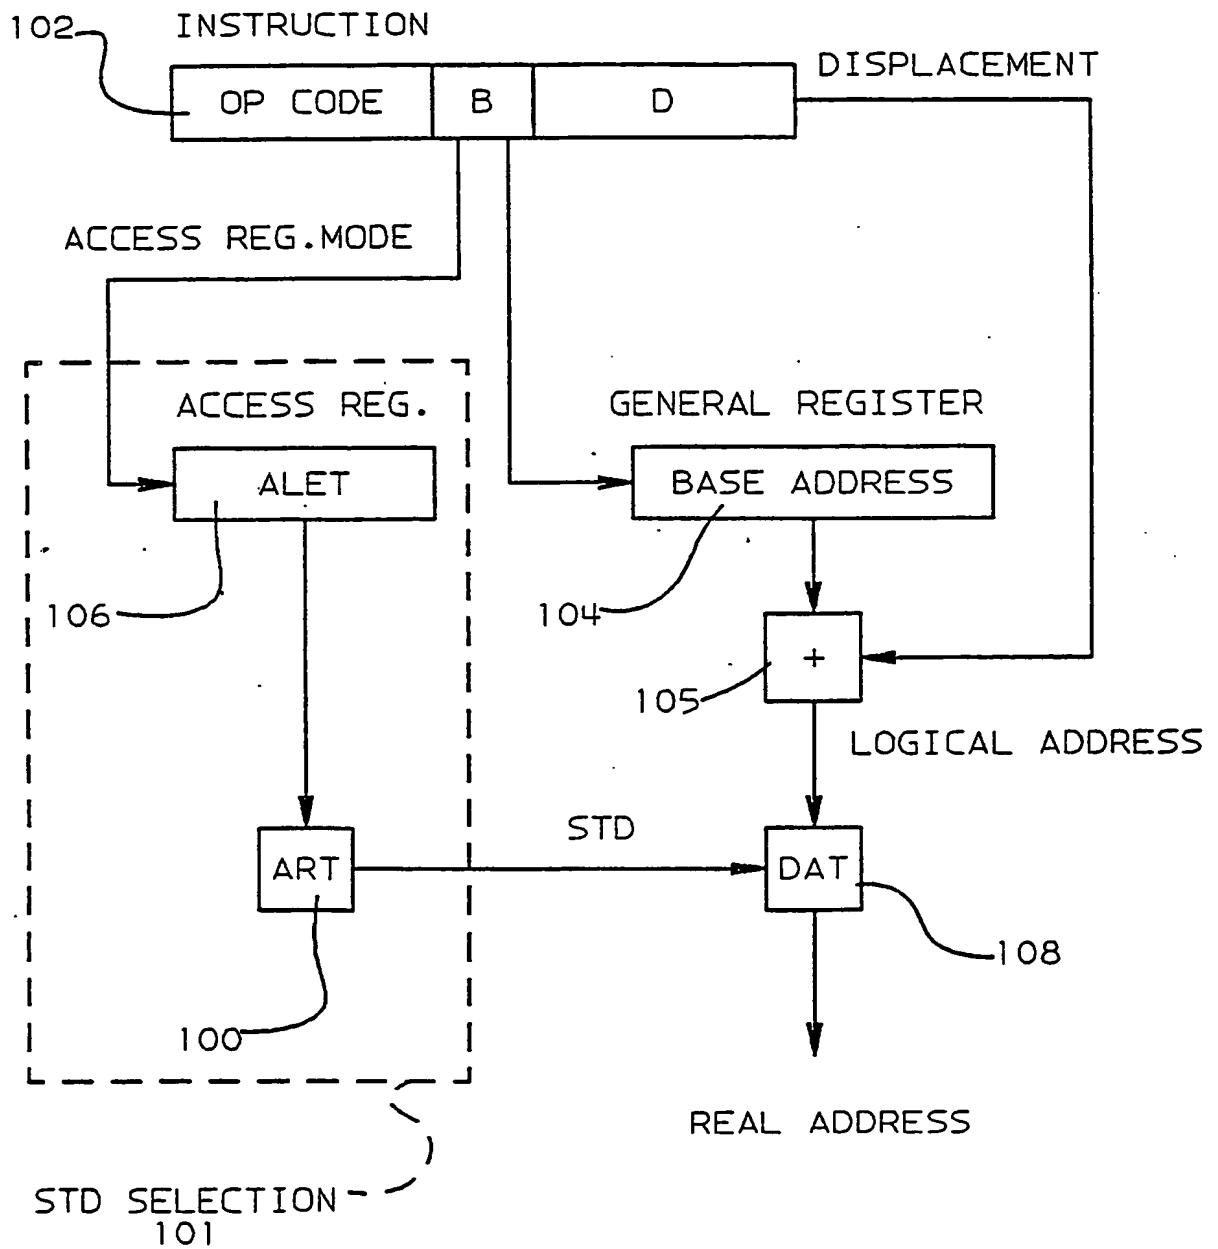 102
INSTRUCTION
DISPLACEMENT
OP CODE
B
D
ACCESS REG.MODE
ACCESS REG.
GENERAL REGISTER
ALET
BASE ADDRESS
106
104
+
105
LOGICAL ADDRESS
STD
ART
DAT
108
100
REAL ADDRESS
STD SELECTION
101